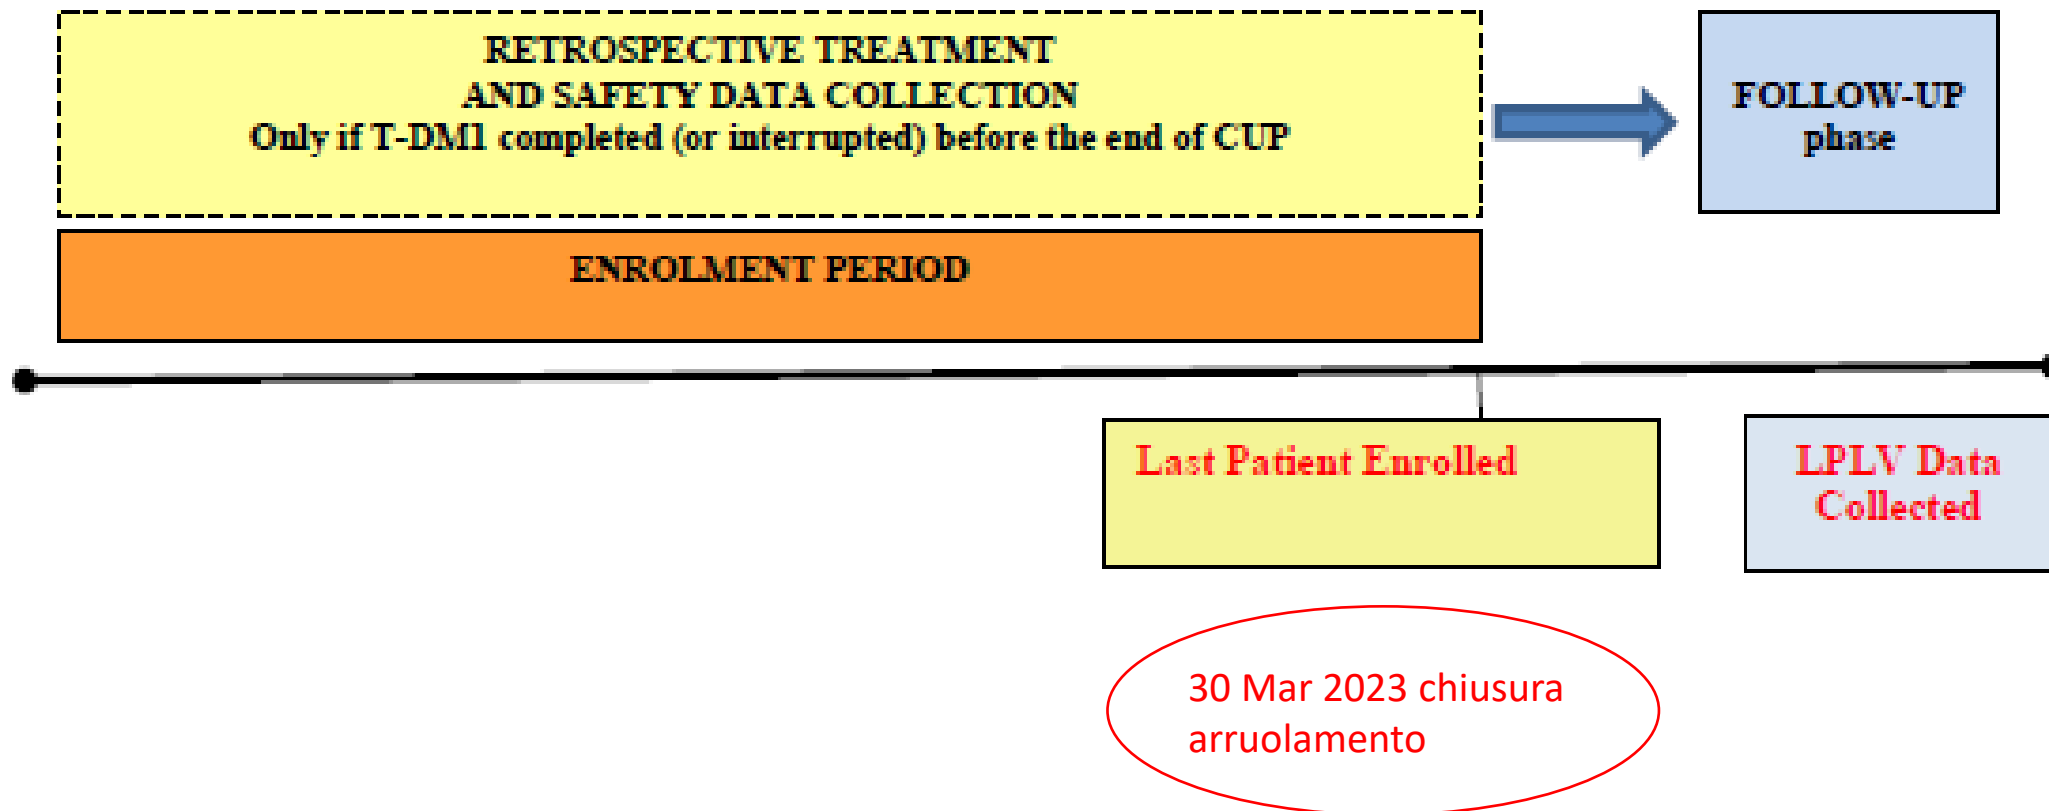 RETROSPECTIVE TREATMENT
AND SAFETY DATA COLLECTION
Only if T-DM1 completed (or interrupted) before the end of CUP
FOLLOW-UP
phase
ENROLMENT PERIOD
Last Patient Enrolled
LPLV Data
Collected
30 Mar 2023 chiusura
arruolamento